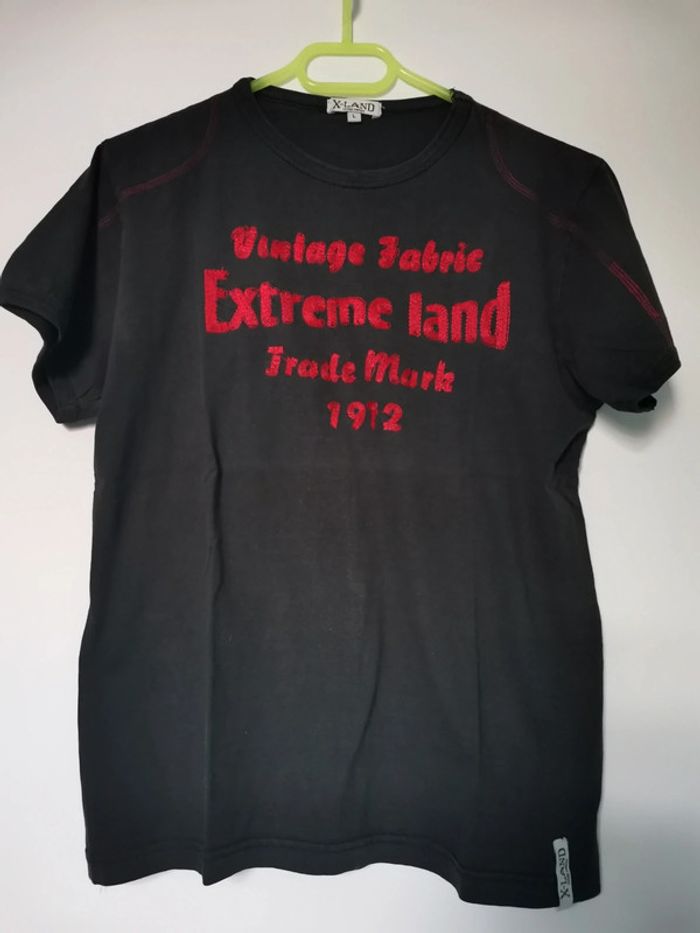 X-LAND
L
Vintage Fabric
Extreme land
Trade Mark
1912
X-LAND